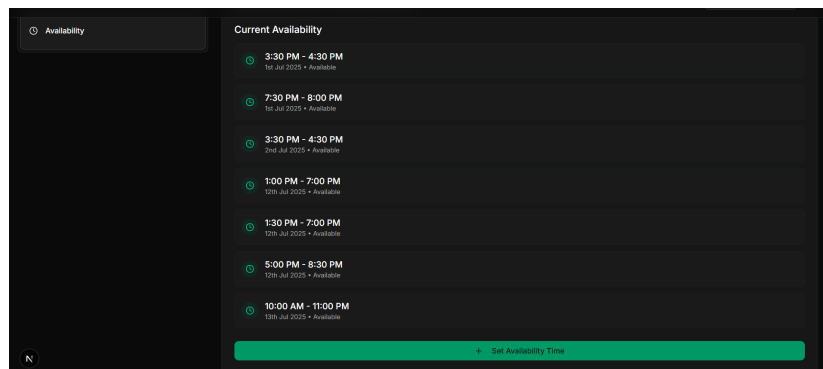 Availability
Current Availability
3:30 PM - 4:30 PM
1st Jul 2025 • Available
7:30 PM - 8:00 PM
1st Jul 2025 • Available
3:30 PM - 4:30 PM
2nd Jul 2025 • Available
1:00 PM - 7:00 PM
12th Jul 2025 • Available
1:30 PM - 7:00 PM
12th Jul 2025 • Available
5:00 PM - 8:30 PM
12th Jul 2025 • Available
10:00 AM - 11:00 PM
13th Jul 2025 • Available
+ Set Availability Time
N